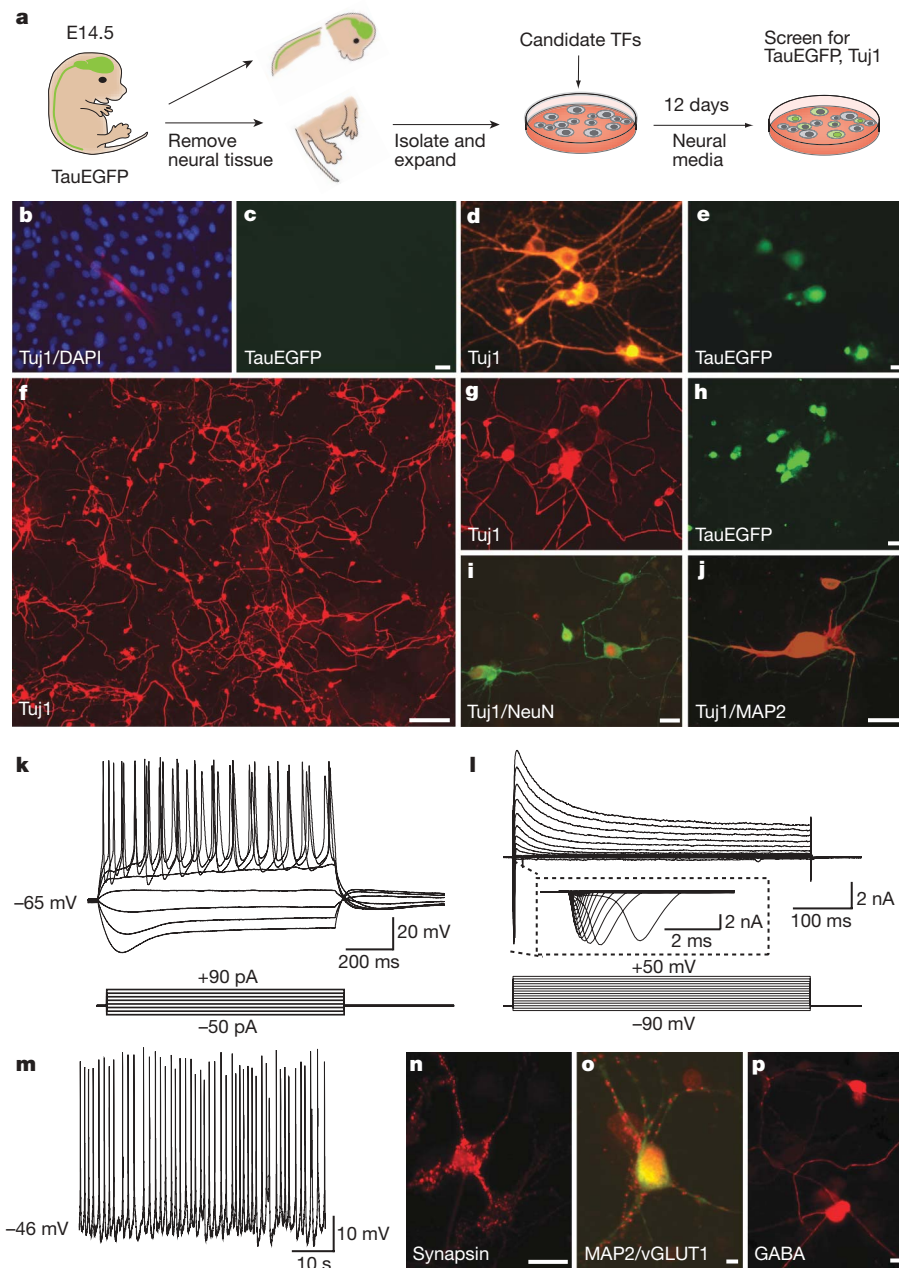 a
E14.5
TauEGFP
Remove
neural tissue
Isolate and
expand
Candidate TFs
12 days
Neural
media
Screen for
TauEGFP, Tuj1
b
Tuj1/DAPI
c
TauEGFP
d
Tuj1
e
TauEGFP
f
Tuj1
g
Tuj1
h
TauEGFP
i
Tuj1/NeuN
j
Tuj1/MAP2
k
−65 mV
20 mV
200 ms
+90 pA
−50 pA
l
2 nA
100 ms
2 nA
2 ms
+50 mV
−90 mV
m
−46 mV
10 mV
10 s
n
Synapsin
o
MAP2/vGLUT1
p
GABA